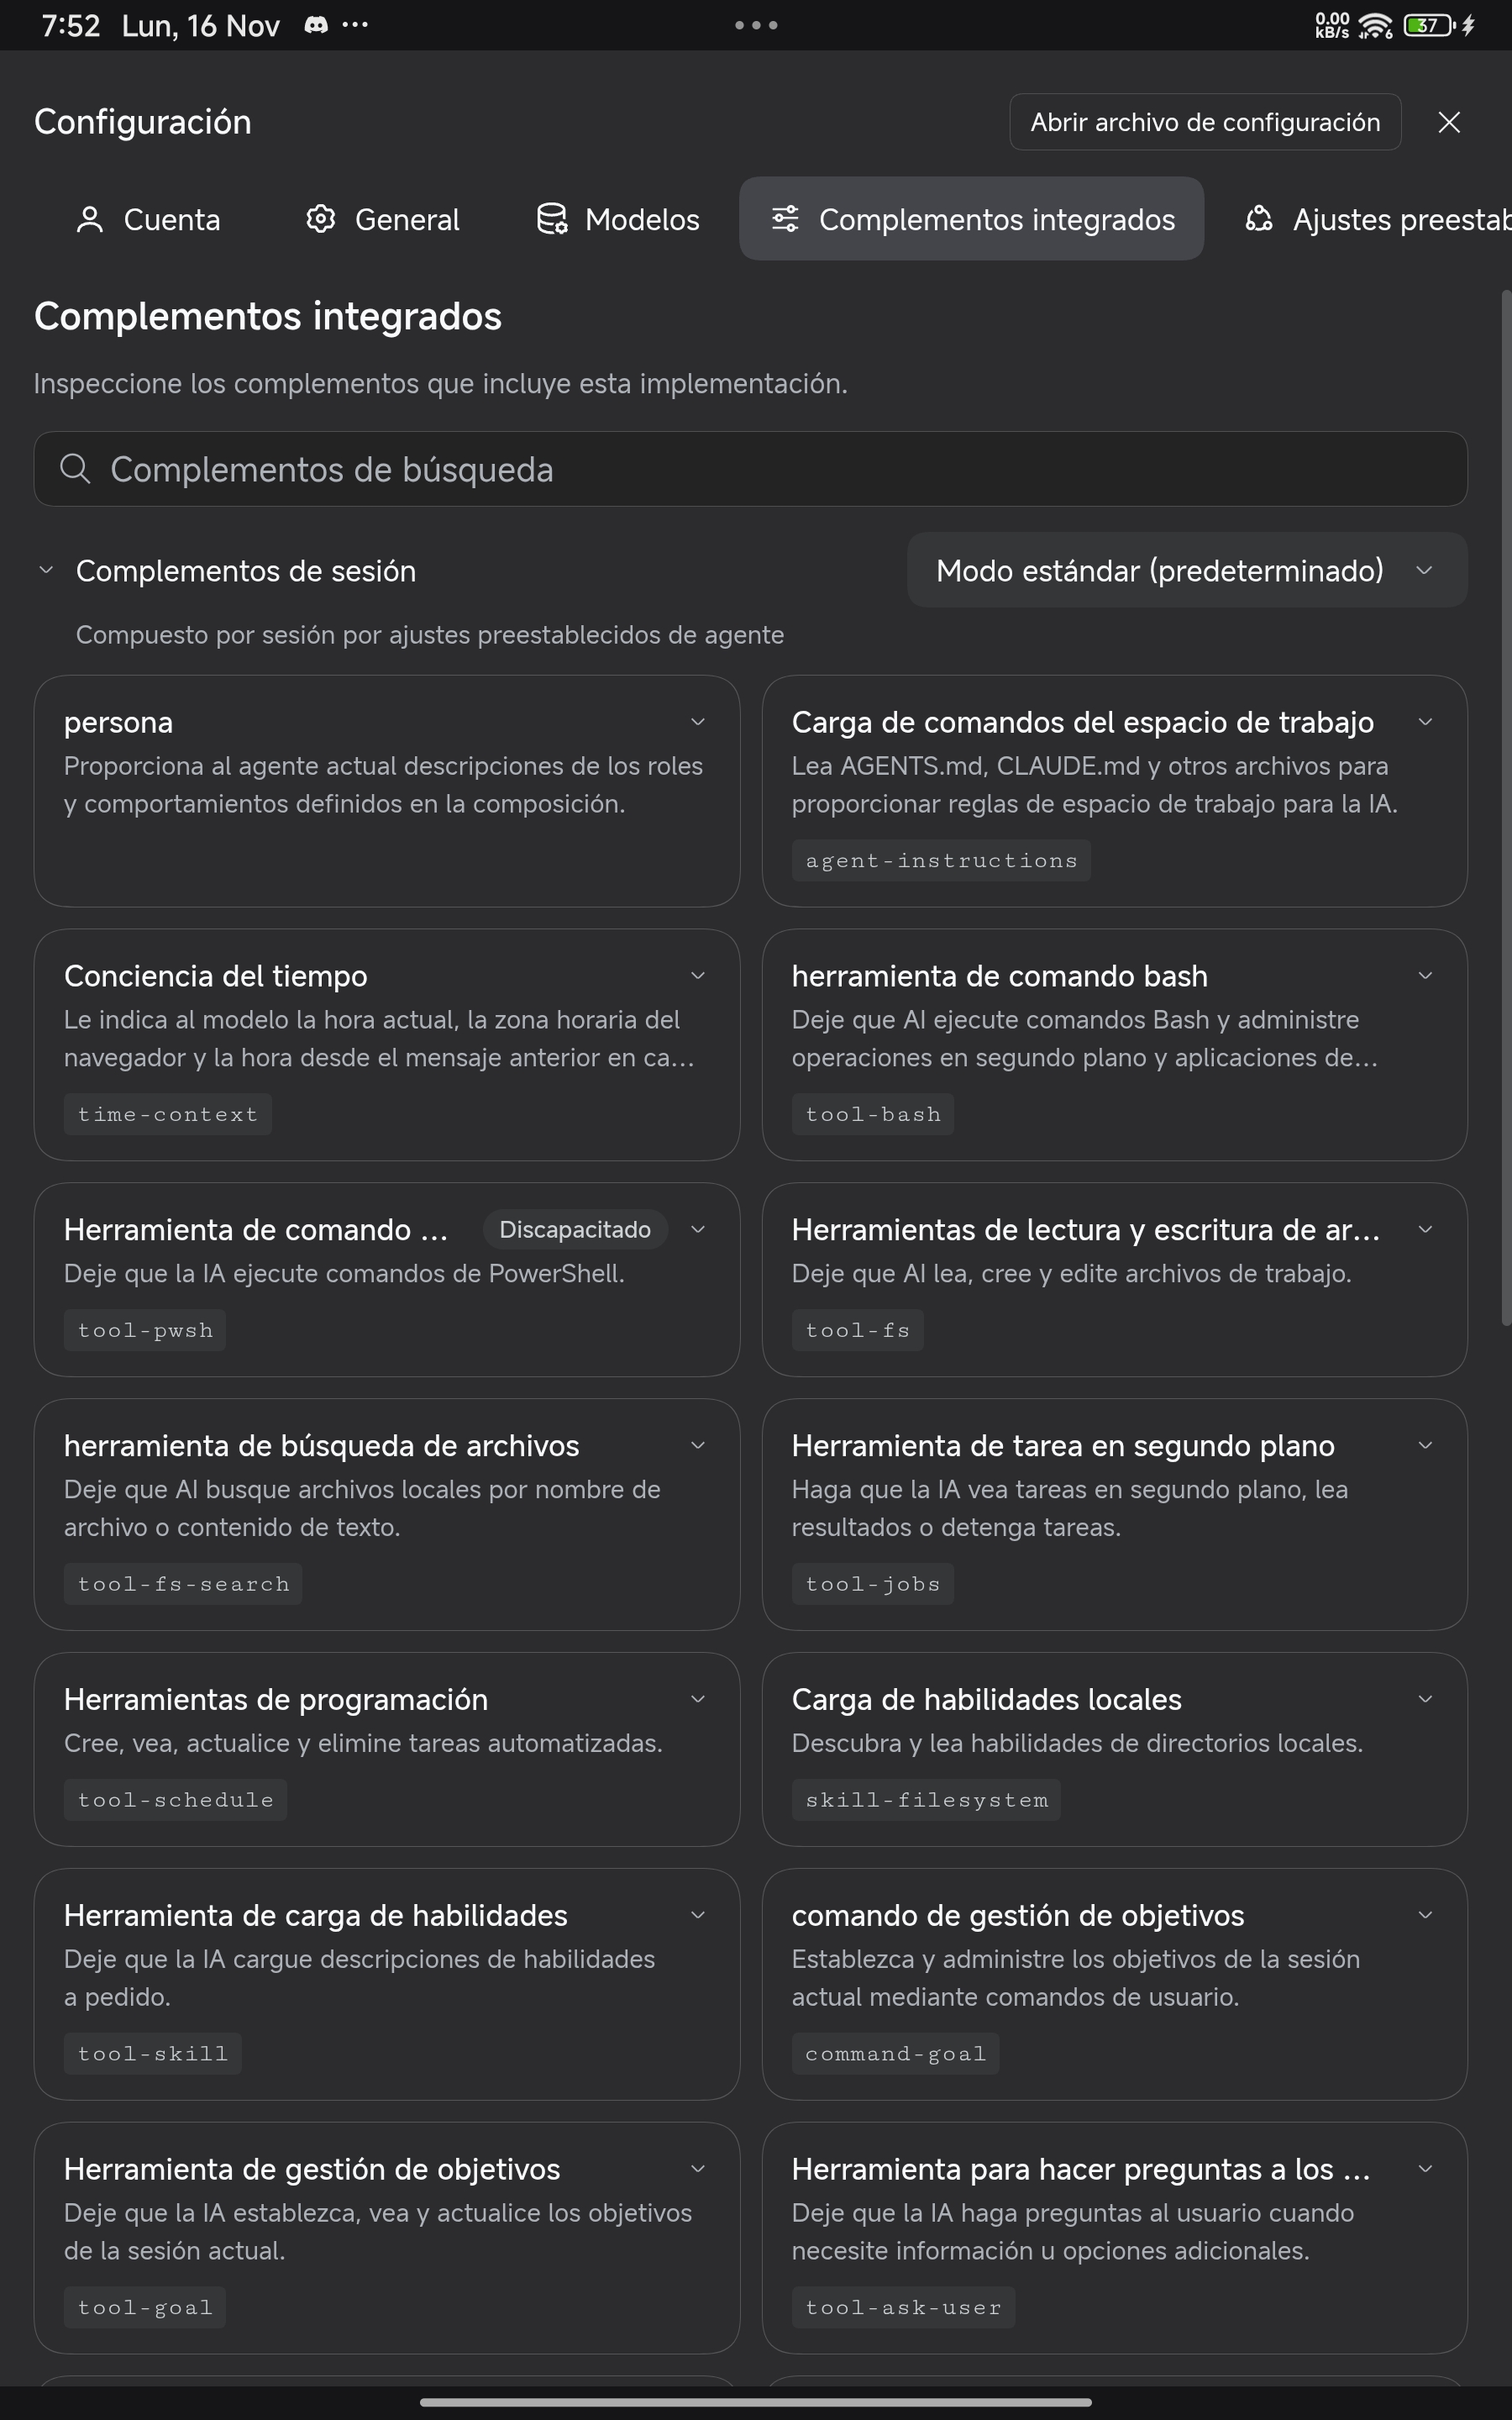 7:52 Lun, 16 Nov
0.00 kB/s 6 37
Configuración
Abrir archivo de configuración
Cuenta
General
Modelos
Complementos integrados
Ajustes preestab
Complementos integrados
Inspeccione los complementos que incluye esta implementación.
Complementos de búsqueda
Complementos de sesión
Modo estándar (predeterminado)
Compuesto por sesión por ajustes preestablecidos de agente
persona
Proporciona al agente actual descripciones de los roles
y comportamientos definidos en la composición.
Carga de comandos del espacio de trabajo
Lea AGENTS.md, CLAUDE.md y otros archivos para
proporcionar reglas de espacio de trabajo para la IA.
agent-instructions
Conciencia del tiempo
Le indica al modelo la hora actual, la zona horaria del
navegador y la hora desde el mensaje anterior en ca...
time-context
herramienta de comando bash
Deje que AI ejecute comandos Bash y administre
operaciones en segundo plano y aplicaciones de...
tool-bash
Herramienta de comando ...
Discapacitado
Deje que la IA ejecute comandos de PowerShell.
tool-pwsh
Herramientas de lectura y escritura de ar...
Deje que AI lea, cree y edite archivos de trabajo.
tool-fs
herramienta de búsqueda de archivos
Deje que AI busque archivos locales por nombre de
archivo o contenido de texto.
tool-fs-search
Herramienta de tarea en segundo plano
Haga que la IA vea tareas en segundo plano, lea
resultados o detenga tareas.
tool-jobs
Herramientas de programación
Cree, vea, actualice y elimine tareas automatizadas.
tool-schedule
Carga de habilidades locales
Descubra y lea habilidades de directorios locales.
skill-filesystem
Herramienta de carga de habilidades
Deje que la IA cargue descripciones de habilidades
a pedido.
tool-skill
comando de gestión de objetivos
Establezca y administre los objetivos de la sesión
actual mediante comandos de usuario.
command-goal
Herramienta de gestión de objetivos
Deje que la IA establezca, vea y actualice los objetivos
de la sesión actual.
tool-goal
Herramienta para hacer preguntas a los ...
Deje que la IA haga preguntas al usuario cuando
necesite información u opciones adicionales.
tool-ask-user